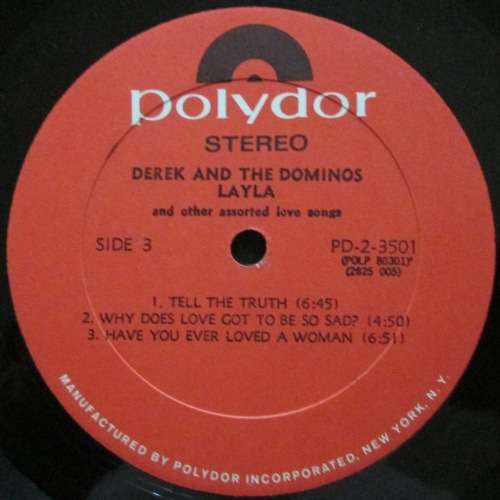 polydor
STEREO
DEREK AND THE DOMINOS
LAYLA
and other assorted love songs
SIDE 3
PD-2-3501
(POLP 80301)
(2625 005)
1. TELL THE TRUTH (6:45)
2. WHY DOES LOVE GOT TO BE SO SAD? (4:50)
3. HAVE YOU EVER LOVED A WOMAN (6:51)
MANUFACTURED BY POLYDOR INCORPORATED, NEW YORK, N. Y.